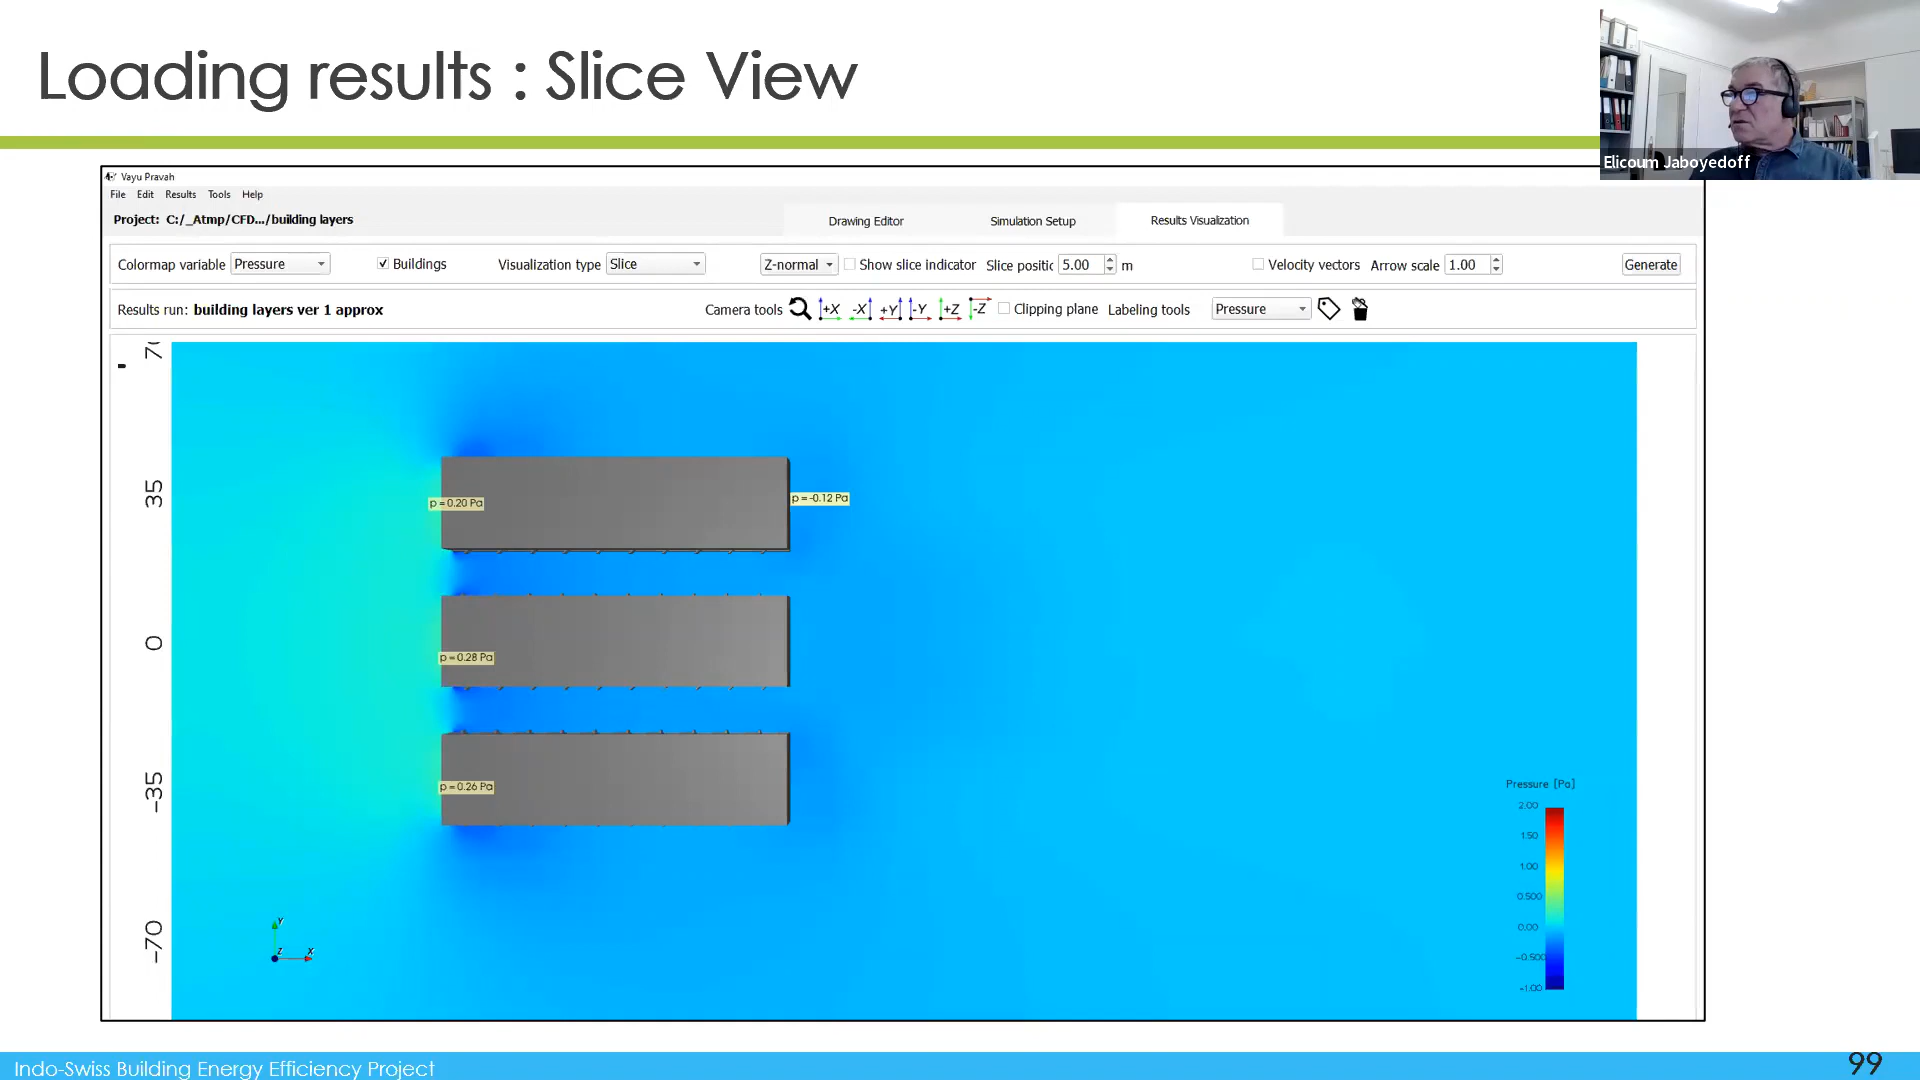 Loading results : Slice View
Elicoum Jaboyedoff
Vayu Pravah
File Edit Results Tools Help
Project: C:/_Atmp/CFD.../building layers
Drawing Editor Simulation Setup Results Visualization
Colormap variable Pressure Buildings Visualization type Slice Z-normal Show slice indicator Slice positic 5.00 m Velocity vectors Arrow scale 1.00 Generate
Results run: building layers ver 1 approx Camera tools +X -X +Y -Y +Z -Z Clipping plane Labeling tools Pressure
35
0
-35
-70
p = 0.20 Pa
p = -0.12 Pa
p = 0.28 Pa
p = 0.26 Pa
Y
Z X
Pressure [Pa]
2.00
1.50
1.00
0.500
0.00
-0.500
-1.00
Indo-Swiss Building Energy Efficiency Project
99